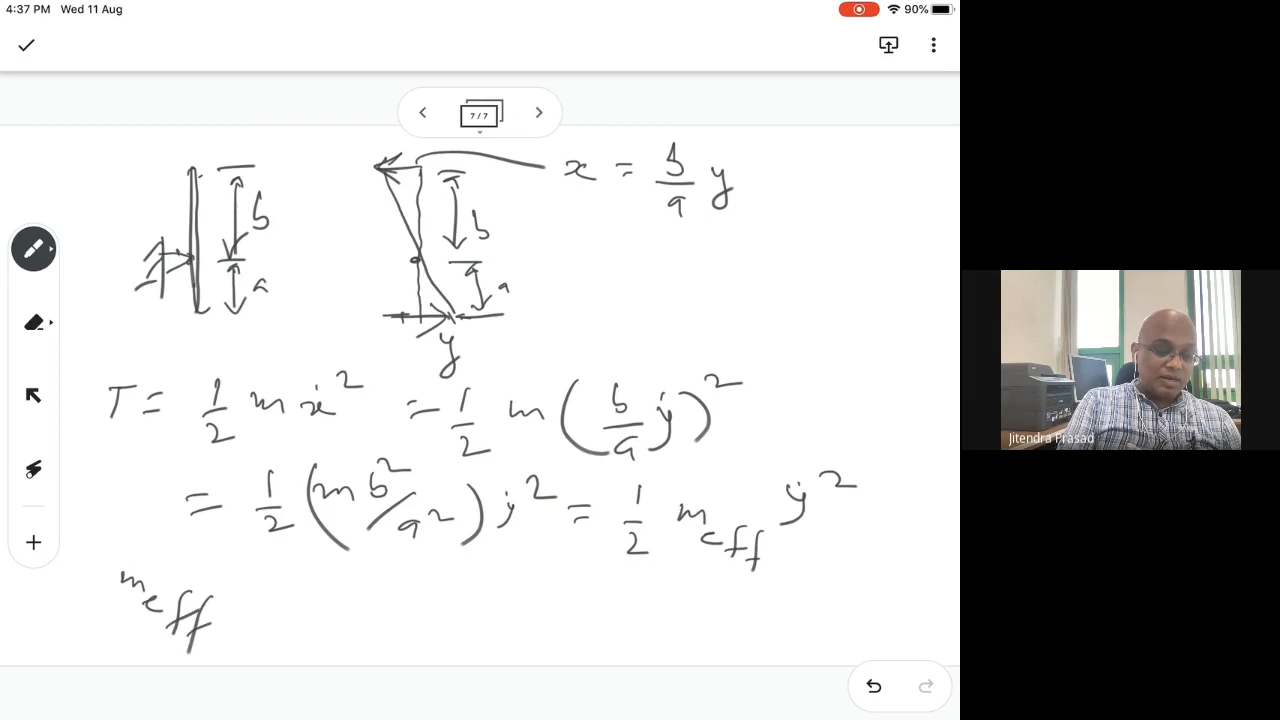 4:37 PM Wed 11 Aug
90%
7 / 7
b
a
b
a
y
x = b/a y
T = 1/2 m ẋ² = 1/2 m (b/a ẏ)²
= 1/2 (m b²/a²) ẏ² = 1/2 m_eff ẏ²
m_eff
Jitendra Prasad